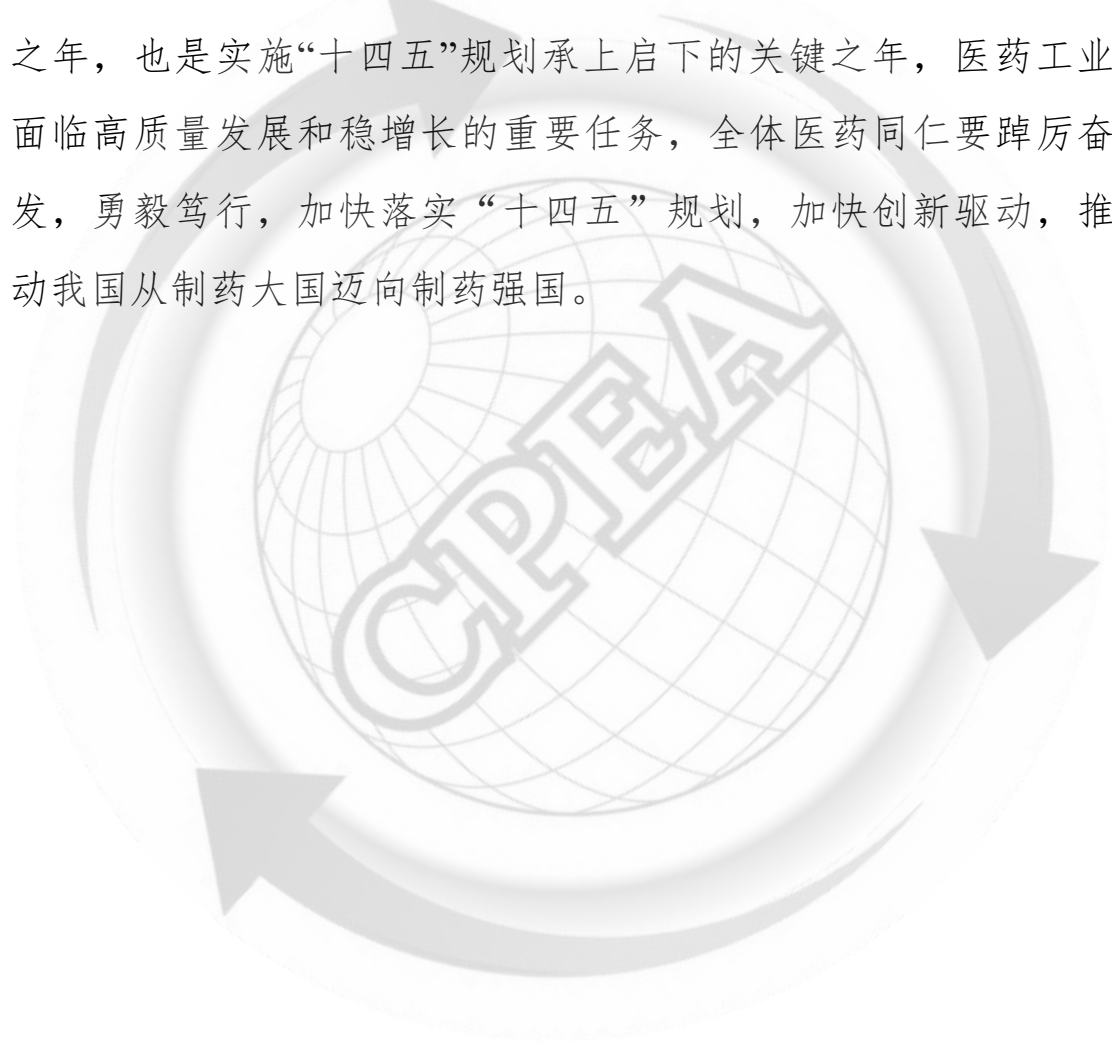 之年，也是实施“十四五”规划承上启下的关键之年，医药工业
面临高质量发展和稳增长的重要任务，全体医药同仁要踔厉奋
发，勇毅笃行，加快落实“十四五”规划，加快创新驱动，推
动我国从制药大国迈向制药强国。
CPEA